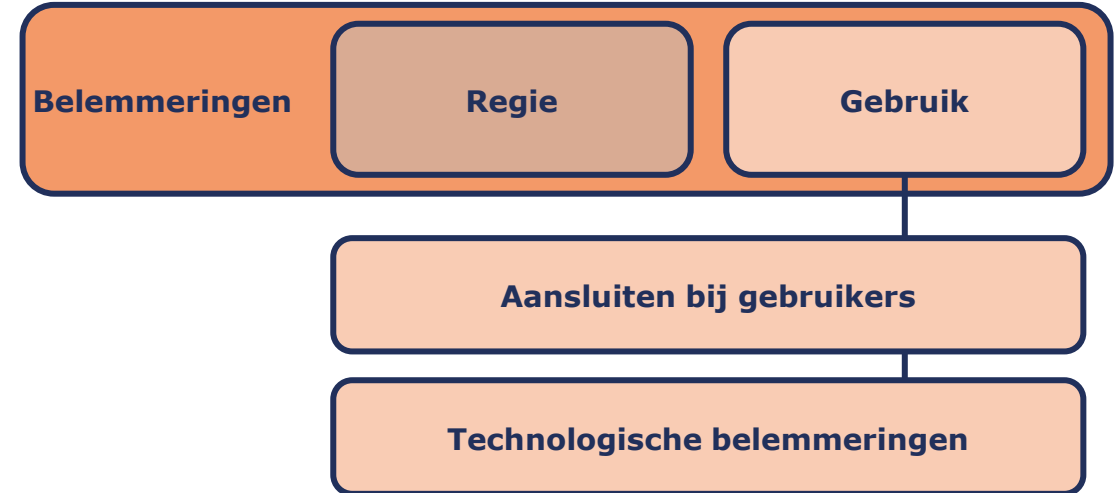 Belemmeringen
Regie
Gebruik
Aansluiten bij gebruikers
Technologische belemmeringen